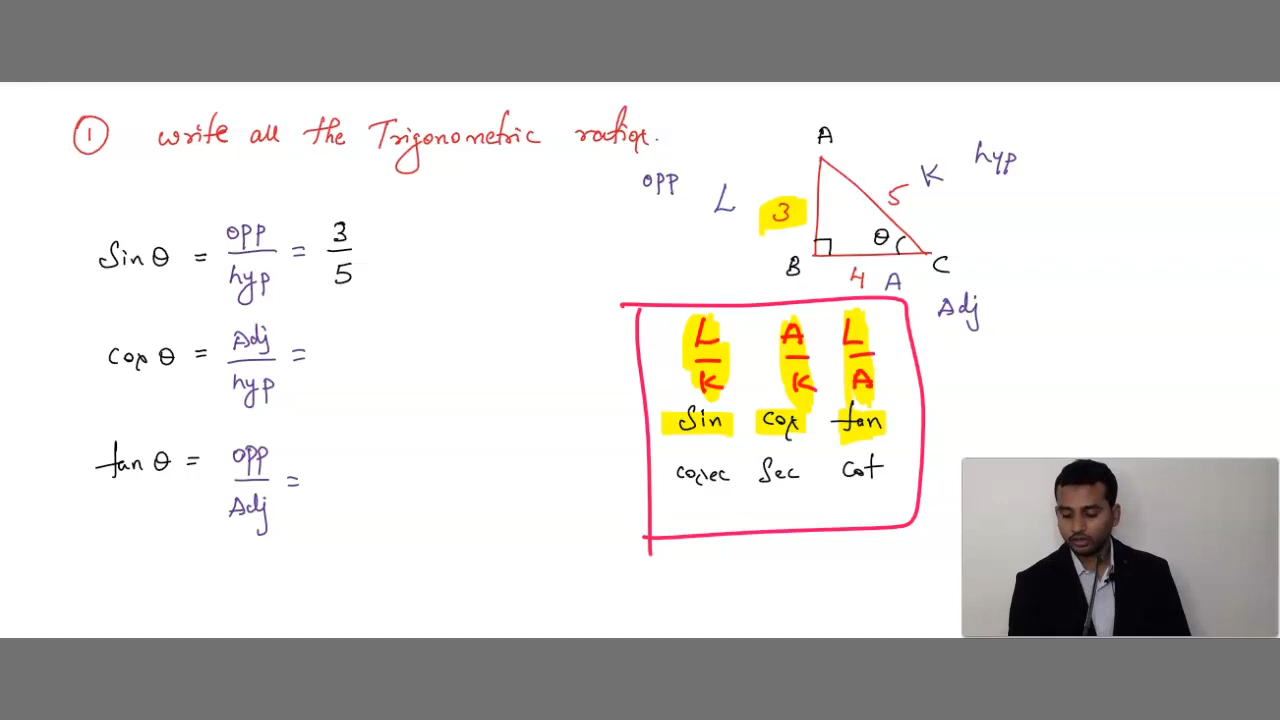 ① write all the Trigonometric ratios.
A
opp L 3 5 K hyp
θ
B C
4 A
Adj
Sin θ = opp/hyp = 3/5
cos θ = Adj/hyp =
tan θ = opp/Adj =
L/K A/K L/A
Sin cos tan
cosec Sec cot